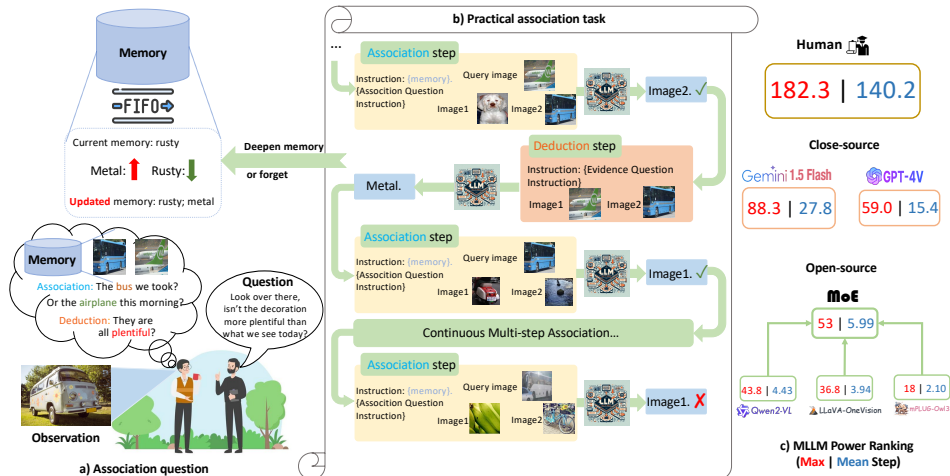 Memory
FIFO
Current memory: rusty
Metal:
Rusty:
Updated memory: rusty; metal
Deepen memory
or forget
Memory
Association: The bus we took?
Or the airplane this morning?
Deduction: They are
all plentiful?
Question
Look over there,
isn't the decoration
more plentiful than
what we see today?
Observation
a) Association question
b) Practical association task
...
Association step
Instruction: {memory}.
{Assocition Question
Instruction}
Query image
Image1
Image2
LLM
Image2. ✓
Deduction step
Instruction: {Evidence Question
Instruction}
Image1
Image2
LLM
Metal.
Association step
Instruction: {memory}.
{Assocition Question
Instruction}
Query image
Image1
Image2
LLM
Image1. ✓
Continuous Multi-step Association...
Association step
Instruction: {memory}.
{Assocition Question
Instruction}
Query image
Image1
Image2
LLM
Image1. ✗
Human
182.3 | 140.2
Close-source
Gemini 1.5 Flash
88.3 | 27.8
GPT-4V
59.0 | 15.4
Open-source
MoE
53 | 5.99
43.8 | 4.43
Qwen2-VL
36.8 | 3.94
LLaVA-OneVision
18 | 2.10
mPLUG-Owl3
c) MLLM Power Ranking
(Max | Mean Step)